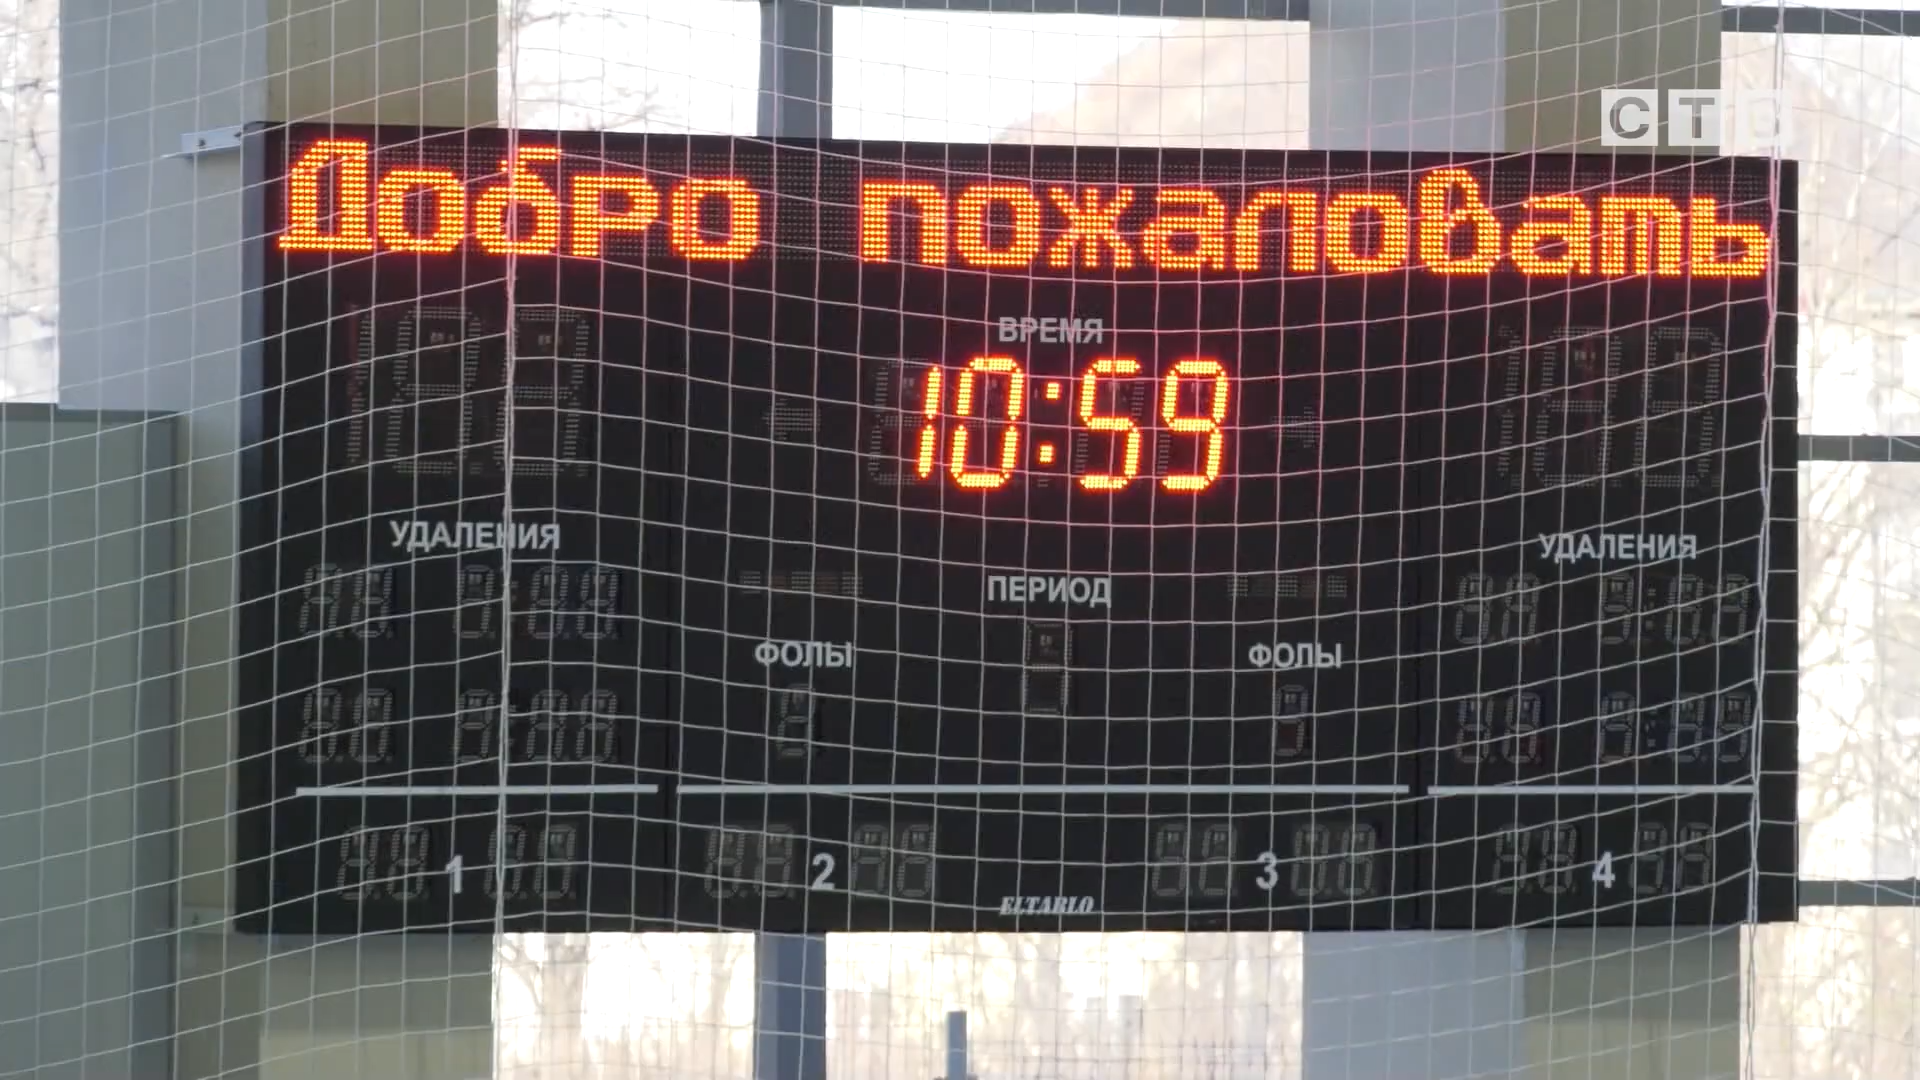 СТВ
Добро пожаловать
ВРЕМЯ
10:59
УДАЛЕНИЯ
УДАЛЕНИЯ
ПЕРИОД
ФОЛЫ
ФОЛЫ
1
2
3
4
ELTABLO